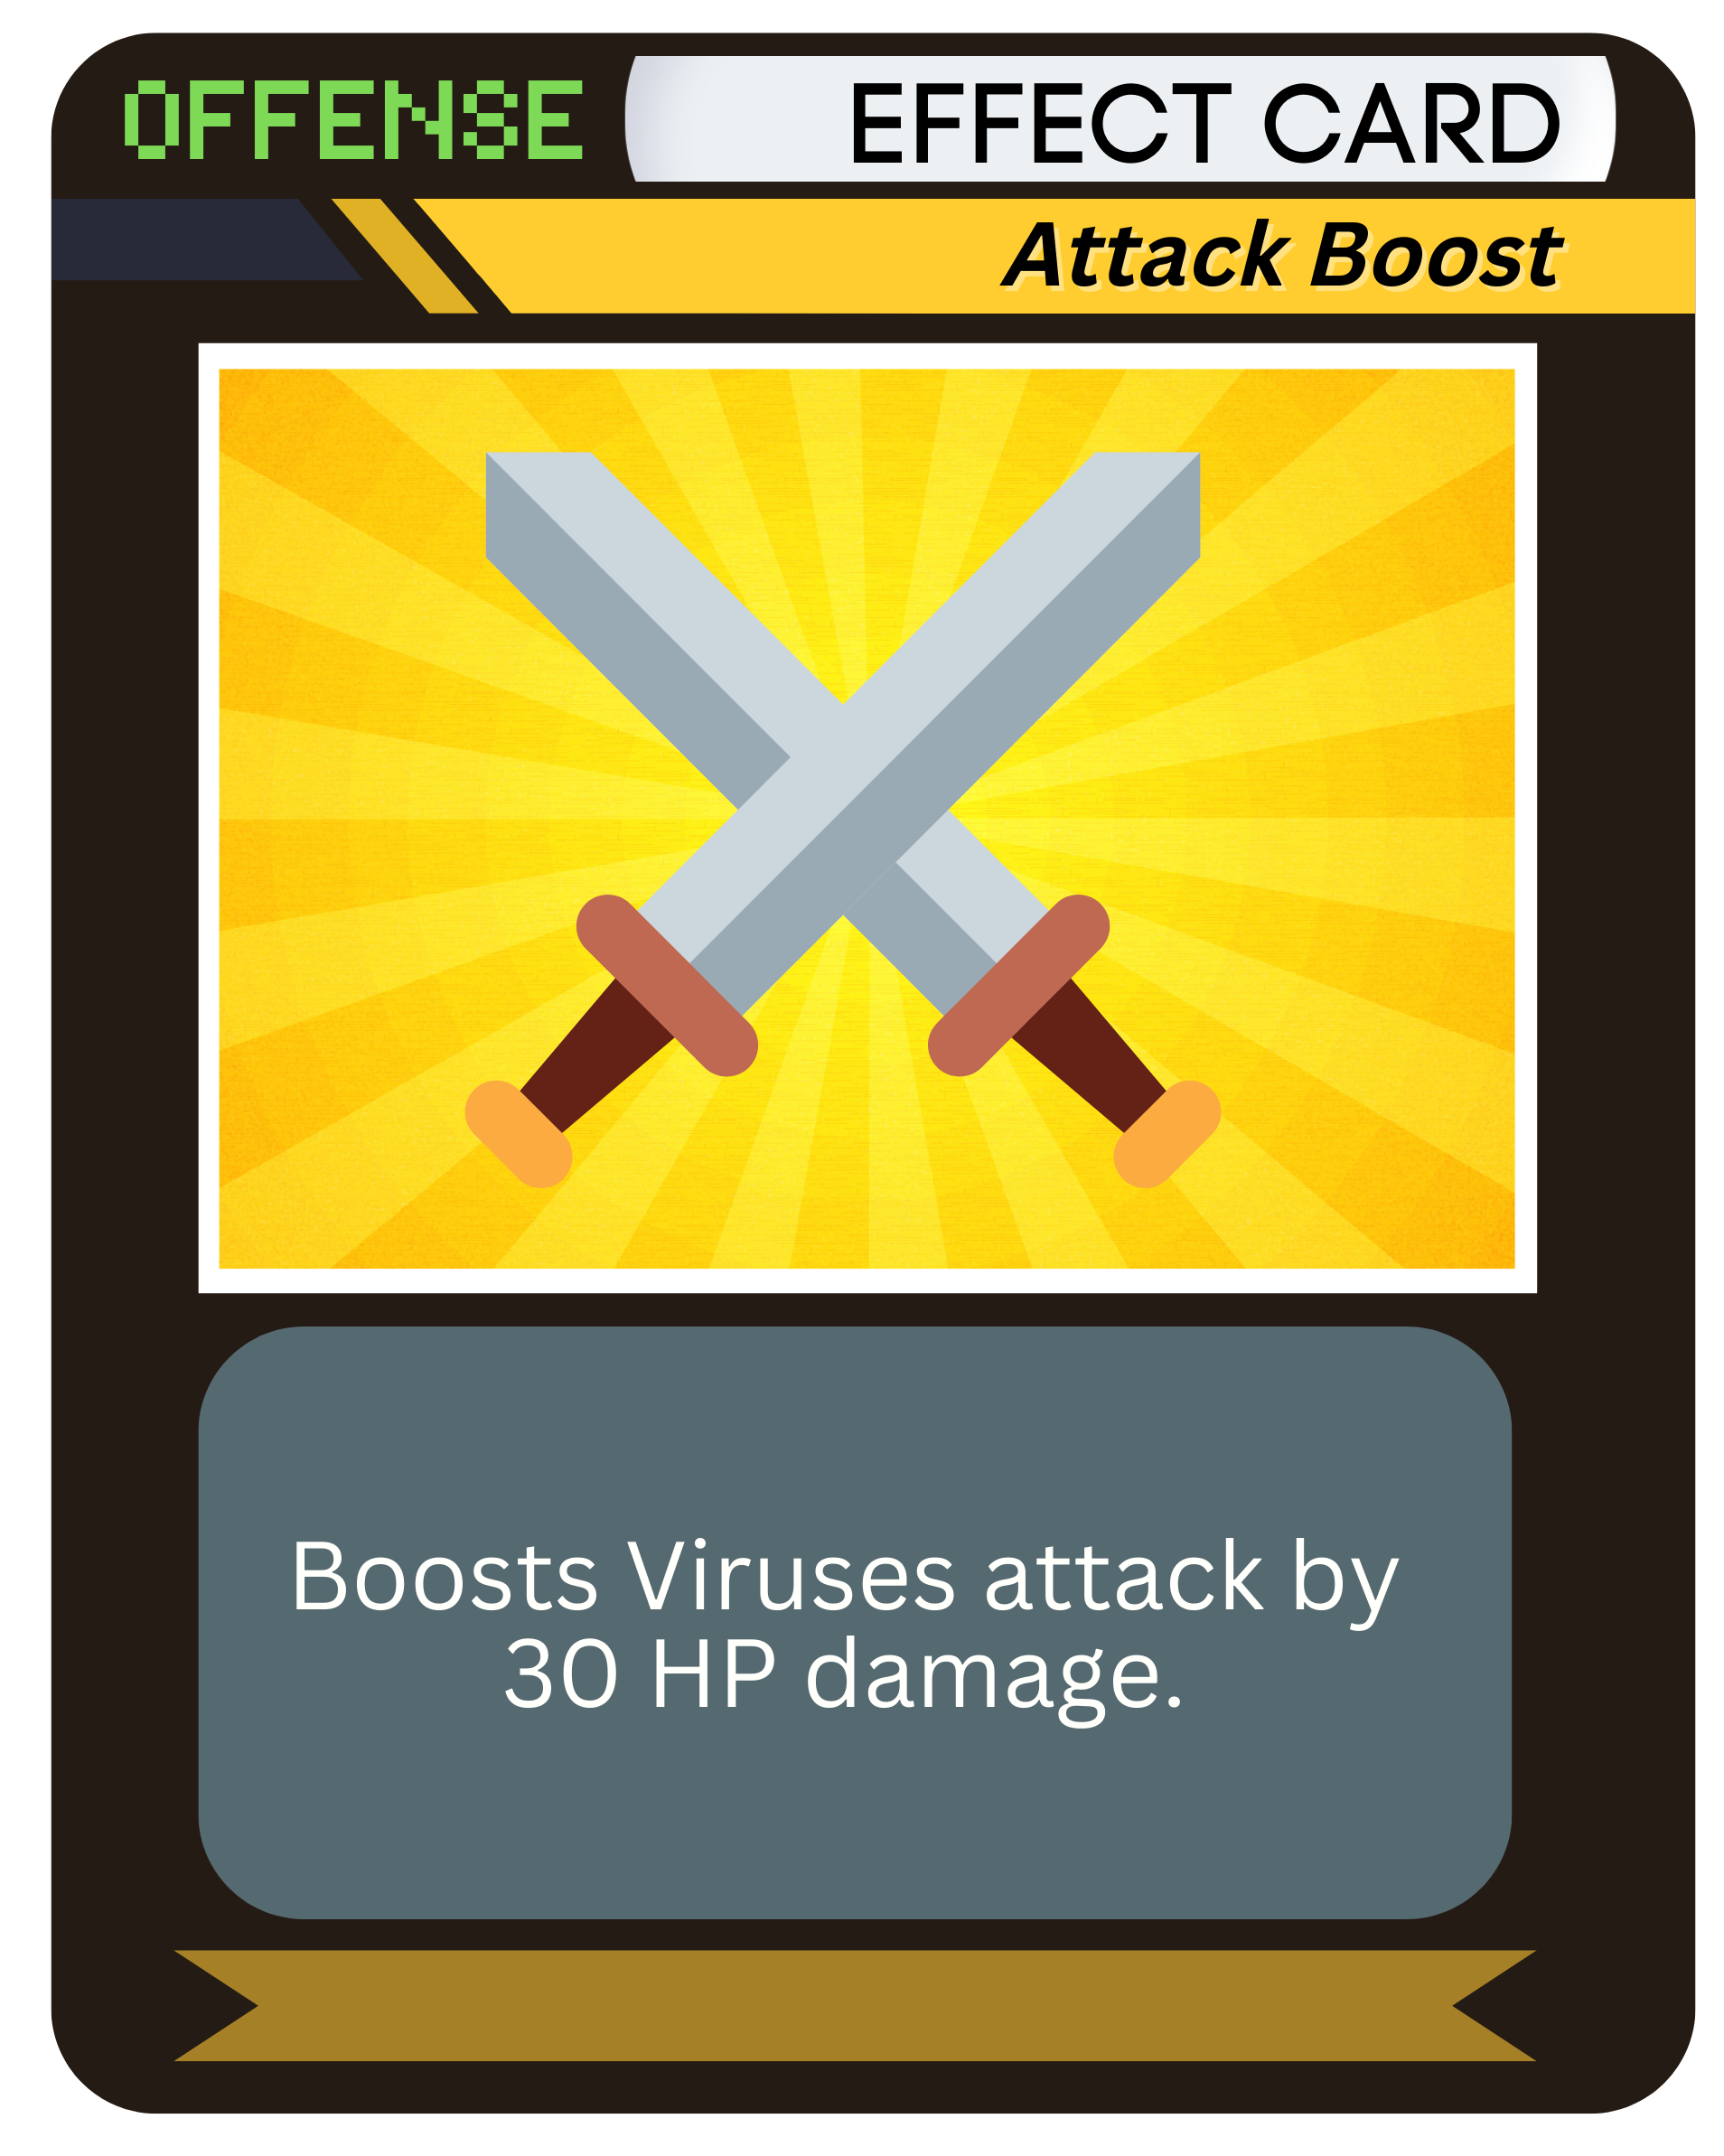 OFFENSE
EFFECT CARD
Attack Boost
Boosts Viruses attack by
30 HP damage.